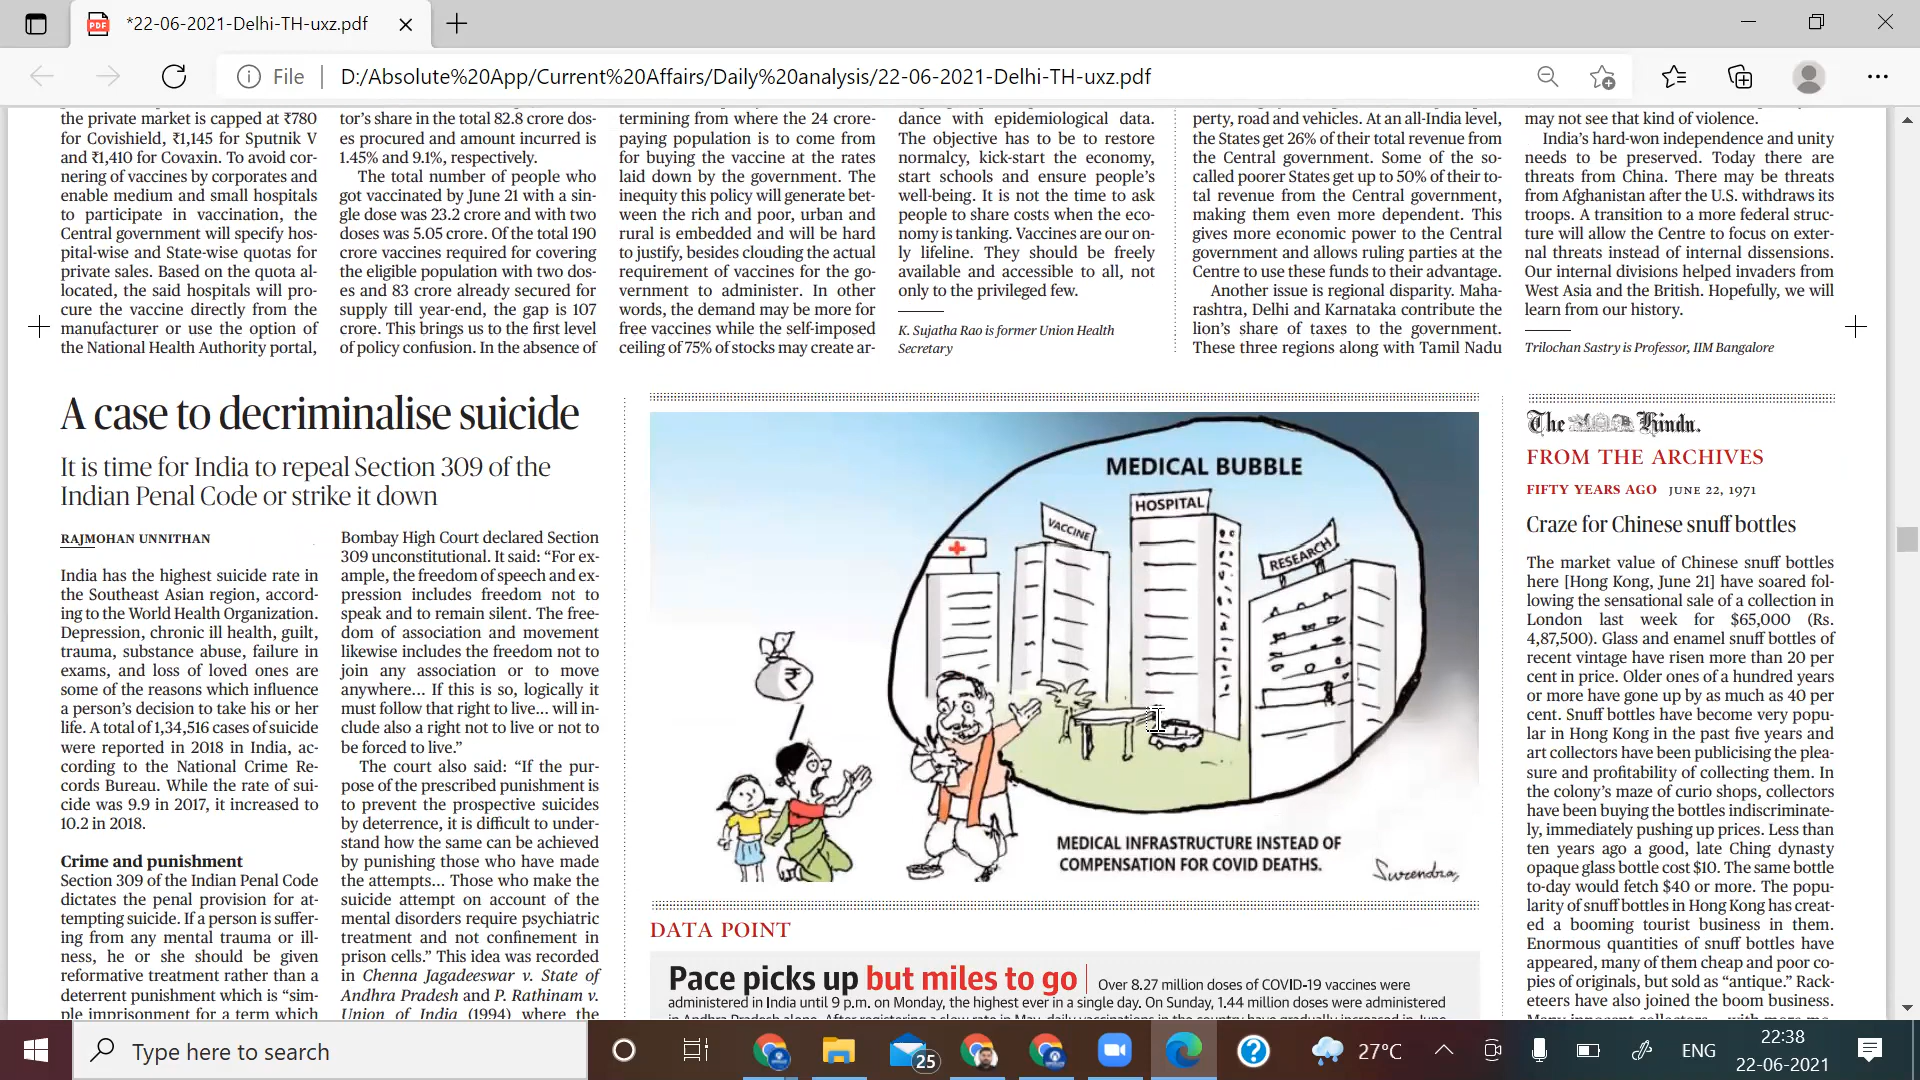 *22-06-2021-Delhi-TH-uxz.pdf
File
D:/Absolute%20App/Current%20Affairs/Daily%20analysis/22-06-2021-Delhi-TH-uxz.pdf
the private market is capped at ₹780
for Covishield, ₹1,145 for Sputnik V
and ₹1,410 for Covaxin. To avoid cor-
nering of vaccines by corporates and
enable medium and small hospitals
to participate in vaccination, the
Central government will specify hos-
pital-wise and State-wise quotas for
private sales. Based on the quota al-
located, the said hospitals will pro-
cure the vaccine directly from the
manufacturer or use the option of
the National Health Authority portal,
tor's share in the total 82.8 crore dos-
es procured and amount incurred is
1.45% and 9.1%, respectively.
The total number of people who
got vaccinated by June 21 with a sin-
gle dose was 23.2 crore and with two
doses was 5.05 crore. Of the total 190
crore vaccines required for covering
the eligible population with two dos-
es and 83 crore already secured for
supply till year-end, the gap is 107
crore. This brings us to the first level
of policy confusion. In the absence of
termining from where the 24 crore-
paying population is to come from
for buying the vaccine at the rates
laid down by the government. The
inequity this policy will generate bet-
ween the rich and poor, urban and
rural is embedded and will be hard
to justify, besides clouding the actual
requirement of vaccines for the go-
vernment to administer. In other
words, the demand may be more for
free vaccines while the self-imposed
ceiling of 75% of stocks may create ar-
dance with epidemiological data.
The objective has to be to restore
normalcy, kick-start the economy,
start schools and ensure people's
well-being. It is not the time to ask
people to share costs when the eco-
nomy is tanking. Vaccines are our on-
ly lifeline. They should be freely
available and accessible to all, not
only to the privileged few.
K. Sujatha Rao is former Union Health
Secretary
perty, road and vehicles. At an all-India level,
the States get 26% of their total revenue from
the Central government. Some of the so-
called poorer States get up to 50% of their to-
tal revenue from the Central government,
making them even more dependent. This
gives more economic power to the Central
government and allows ruling parties at the
Centre to use these funds to their advantage.
Another issue is regional disparity. Maha-
rashtra, Delhi and Karnataka contribute the
lion's share of taxes to the government.
These three regions along with Tamil Nadu
may not see that kind of violence.
India's hard-won independence and unity
needs to be preserved. Today there are
threats from China. There may be threats
from Afghanistan after the U.S. withdraws its
troops. A transition to a more federal struc-
ture will allow the Centre to focus on exter-
nal threats instead of internal dissensions.
Our internal divisions helped invaders from
West Asia and the British. Hopefully, we will
learn from our history.
Trilochan Sastry is Professor, IIM Bangalore
A case to decriminalise suicide
It is time for India to repeal Section 309 of the
Indian Penal Code or strike it down
RAJMOHAN UNNITHAN
India has the highest suicide rate in
the Southeast Asian region, accord-
ing to the World Health Organization.
Depression, chronic ill health, guilt,
trauma, substance abuse, failure in
exams, and loss of loved ones are
some of the reasons which influence
a person's decision to take his or her
life. A total of 1,34,516 cases of suicide
were reported in 2018 in India, ac-
cording to the National Crime Re-
cords Bureau. While the rate of sui-
cide was 9.9 in 2017, it increased to
10.2 in 2018.
Crime and punishment
Section 309 of the Indian Penal Code
dictates the penal provision for at-
tempting suicide. If a person is suffer-
ing from any mental trauma or ill-
ness, he or she should be given
reformative treatment rather than a
deterrent punishment which is "sim-
ple imprisonment for a term which
Bombay High Court declared Section
309 unconstitutional. It said: "For ex-
ample, the freedom of speech and ex-
pression includes freedom not to
speak and to remain silent. The free-
dom of association and movement
likewise includes the freedom not to
join any association or to move
anywhere... If this is so, logically it
must follow that right to live... will in-
clude also a right not to live or not to
be forced to live."
The court also said: "If the pur-
pose of the prescribed punishment is
to prevent the prospective suicides
by deterrence, it is difficult to under-
stand how the same can be achieved
by punishing those who have made
the attempts... Those who make the
suicide attempt on account of the
mental disorders require psychiatric
treatment and not confinement in
prison cells." This idea was recorded
in Chenna Jagadeeswar v. State of
Andhra Pradesh and P. Rathinam v.
Union of India (1994) where the
MEDICAL BUBBLE
VACCINE
HOSPITAL
RESEARCH
₹
MEDICAL INFRASTRUCTURE INSTEAD OF
COMPENSATION FOR COVID DEATHS.
Surendra,
DATA POINT
Pace picks up but miles to go
Over 8.27 million doses of COVID-19 vaccines were
administered in India until 9 p.m. on Monday, the highest ever in a single day. On Sunday, 1.44 million doses were administered
The Hindu.
FROM THE ARCHIVES
FIFTY YEARS AGO JUNE 22, 1971
Craze for Chinese snuff bottles
The market value of Chinese snuff bottles
here [Hong Kong, June 21] have soared fol-
lowing the sensational sale of a collection in
London last week for $65,000 (Rs.
4,87,500). Glass and enamel snuff bottles of
recent vintage have risen more than 20 per
cent in price. Older ones of a hundred years
or more have gone up by as much as 40 per
cent. Snuff bottles have become very popu-
lar in Hong Kong in the past five years and
art collectors have been publicising the plea-
sure and profitability of collecting them. In
the colony's maze of curio shops, collectors
have been buying the bottles indiscriminate-
ly, immediately pushing up prices. Less than
ten years ago a good, late Ching dynasty
opaque glass bottle cost $10. The same bottle
to-day would fetch $40 or more. The popu-
larity of snuff bottles in Hong Kong has creat-
ed a booming tourist business in them.
Enormous quantities of snuff bottles have
appeared, many of them cheap and poor co-
pies of originals, but sold as "antique." Rack-
eteers have also joined the boom business.
Type here to search
25
27°C
ENG
22:38
22-06-2021